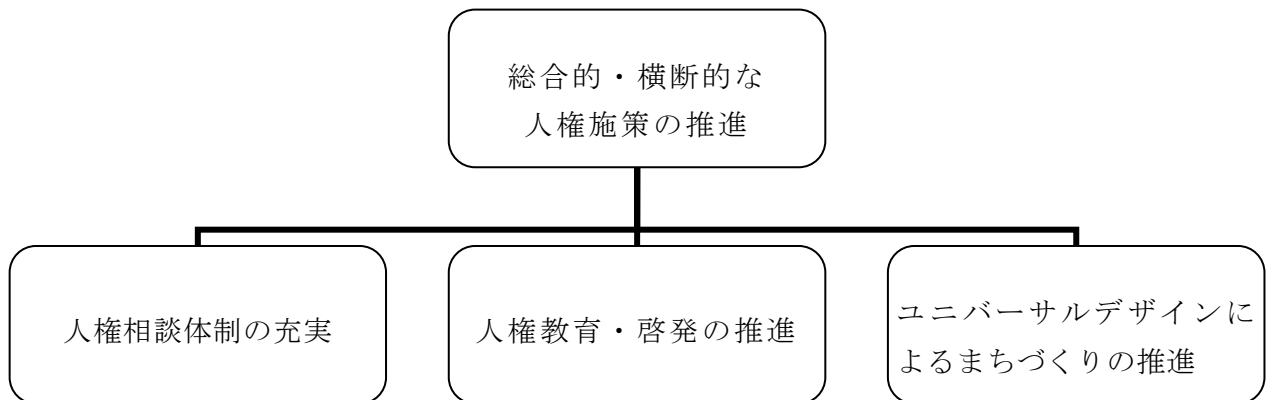 総合的・横断的な
人権施策の推進
人権相談体制の充実
人権教育・啓発の推進
ユニバーサルデザインに
よるまちづくりの推進